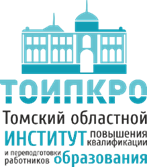 ТОИПКРО
Томский областной
ИНСТИТУТ повышения квалификации
и переподготовки работников образования